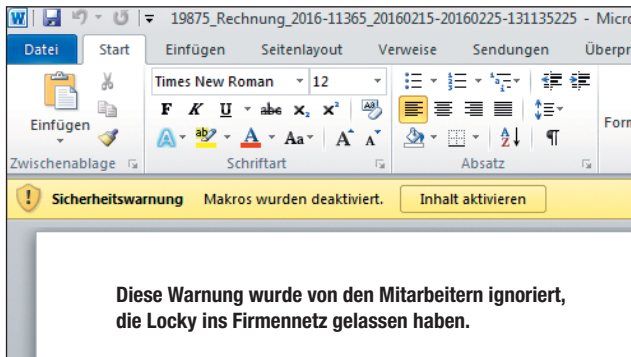 19875_Rechnung_2016-11365_20160215-20160225-131135225 - Micro
Datei Start Einfügen Seitenlayout Verweise Sendungen Überpr
Times New Roman 12
Einfügen F K U abc x₂ x² Aa A A Form
Zwischenablage Schriftart Absatz
Sicherheitswarnung Makros wurden deaktiviert. Inhalt aktivieren
Diese Warnung wurde von den Mitarbeitern ignoriert,
die Locky ins Firmennetz gelassen haben.